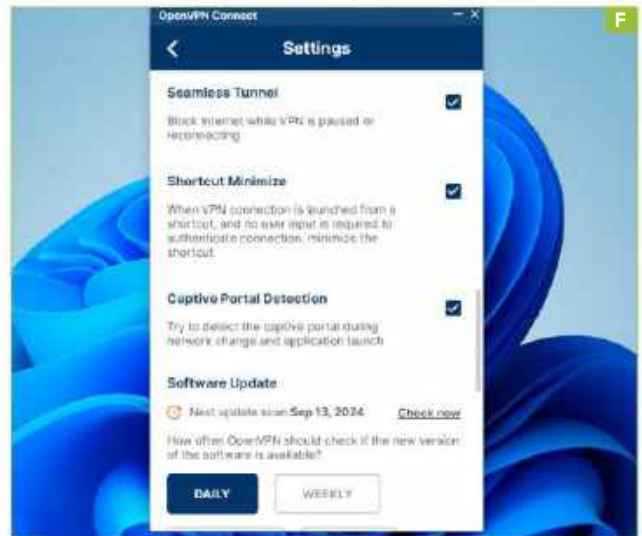 OpenVPN Connect
F
Settings
Seamless Tunnel
Block Internet while VPN is paused or
reconnecting
Shortcut Minimize
When VPN connection is launched from a
shortcut, and no user input is required to
authenticate connection, minimize the
shortcut
Captive Portal Detection
Try to detect the captive portal during
network change and application launch
Software Update
Next update scan Sep 13, 2024 Check now
How often OpenVPN should check if the new version
of the software is available?
DAILY WEEKLY